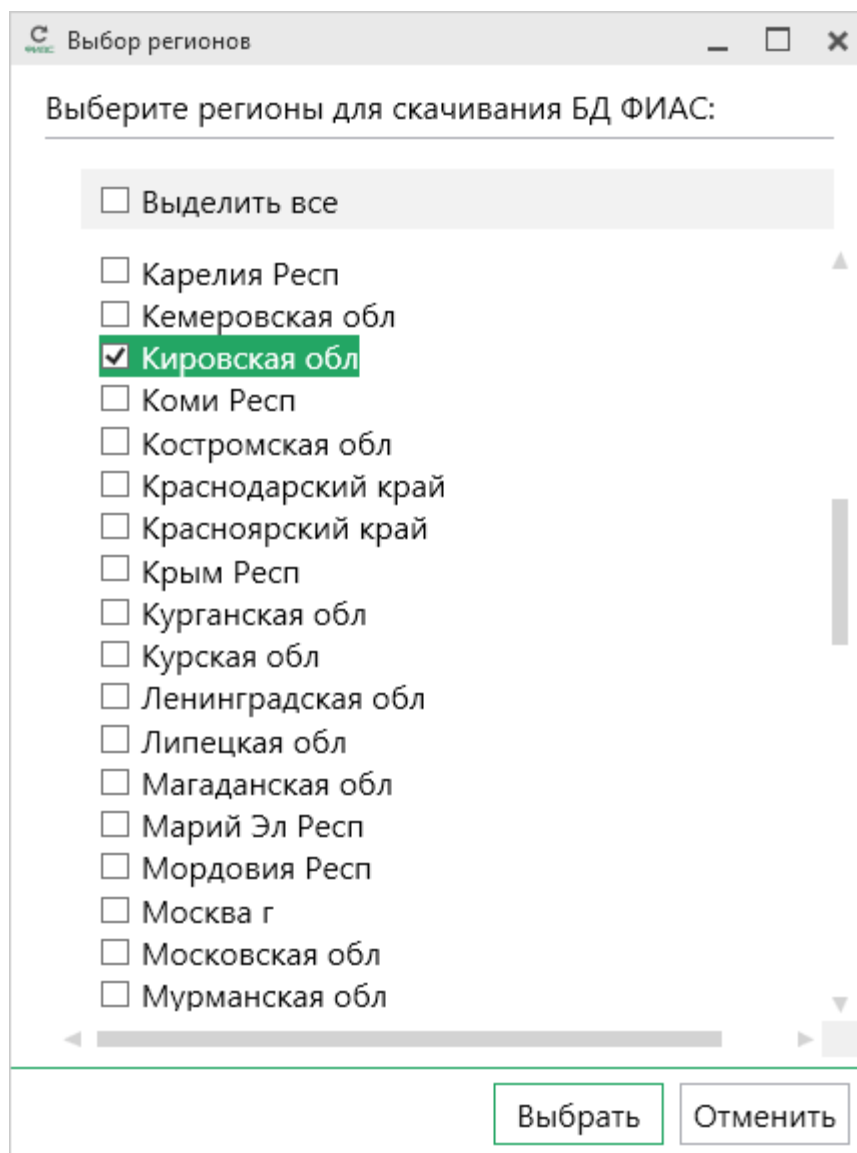 ФИАС
Выбор регионов
Выберите регионы для скачивания БД ФИАС:
Выделить все
Карелия Респ
Кемеровская обл
Кировская обл
Коми Респ
Костромская обл
Краснодарский край
Красноярский край
Крым Респ
Курганская обл
Курская обл
Ленинградская обл
Липецкая обл
Магаданская обл
Марий Эл Респ
Мордовия Респ
Москва г
Московская обл
Мурманская обл
Выбрать
Отменить